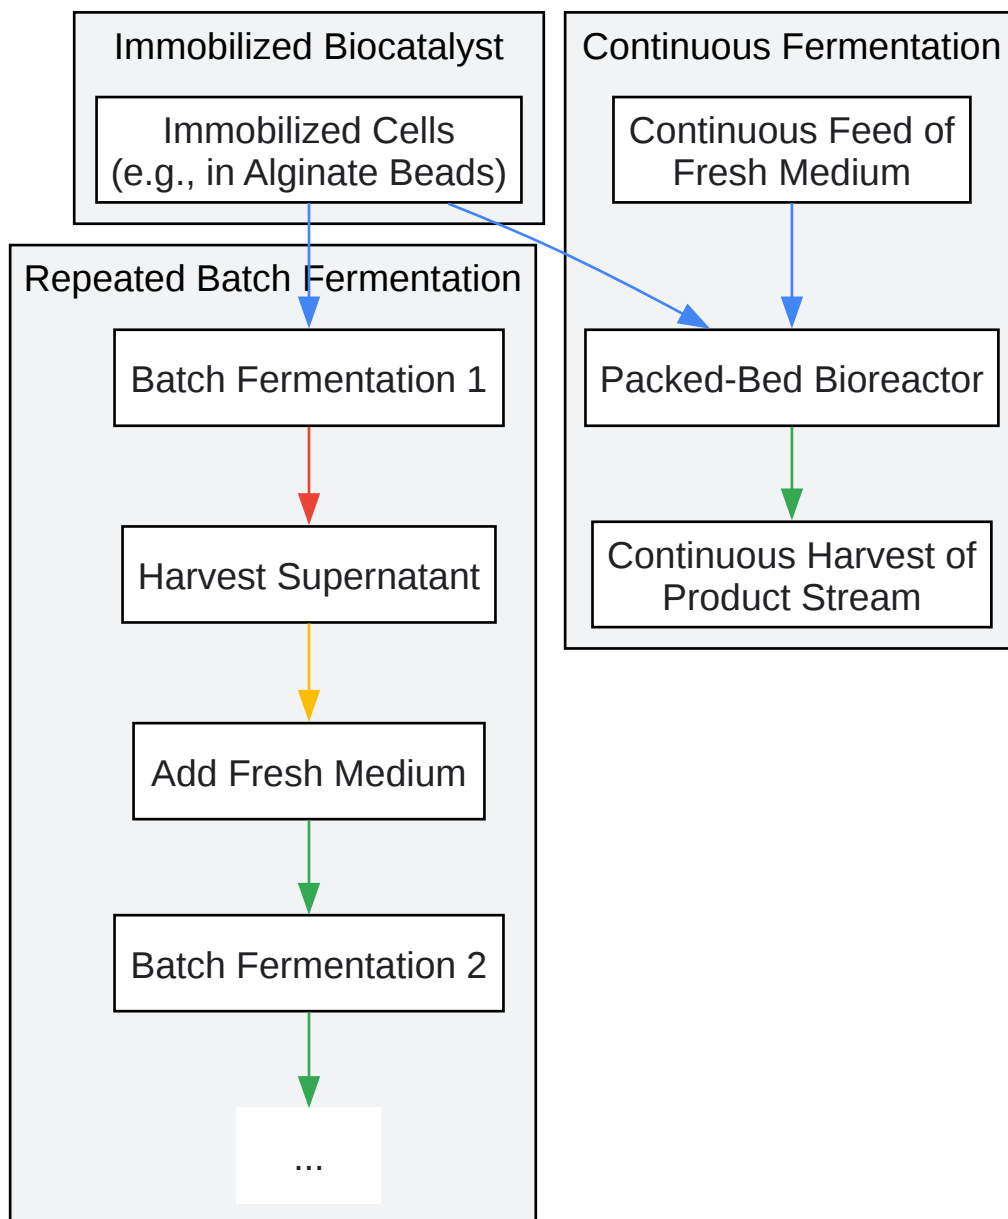 Immobilized Biocatalyst
Immobilized Cells
(e.g., in Alginate Beads)
Continuous Fermentation
Continuous Feed of
Fresh Medium
Packed-Bed Bioreactor
Continuous Harvest of
Product Stream
Repeated Batch Fermentation
Batch Fermentation 1
Harvest Supernatant
Add Fresh Medium
Batch Fermentation 2
...